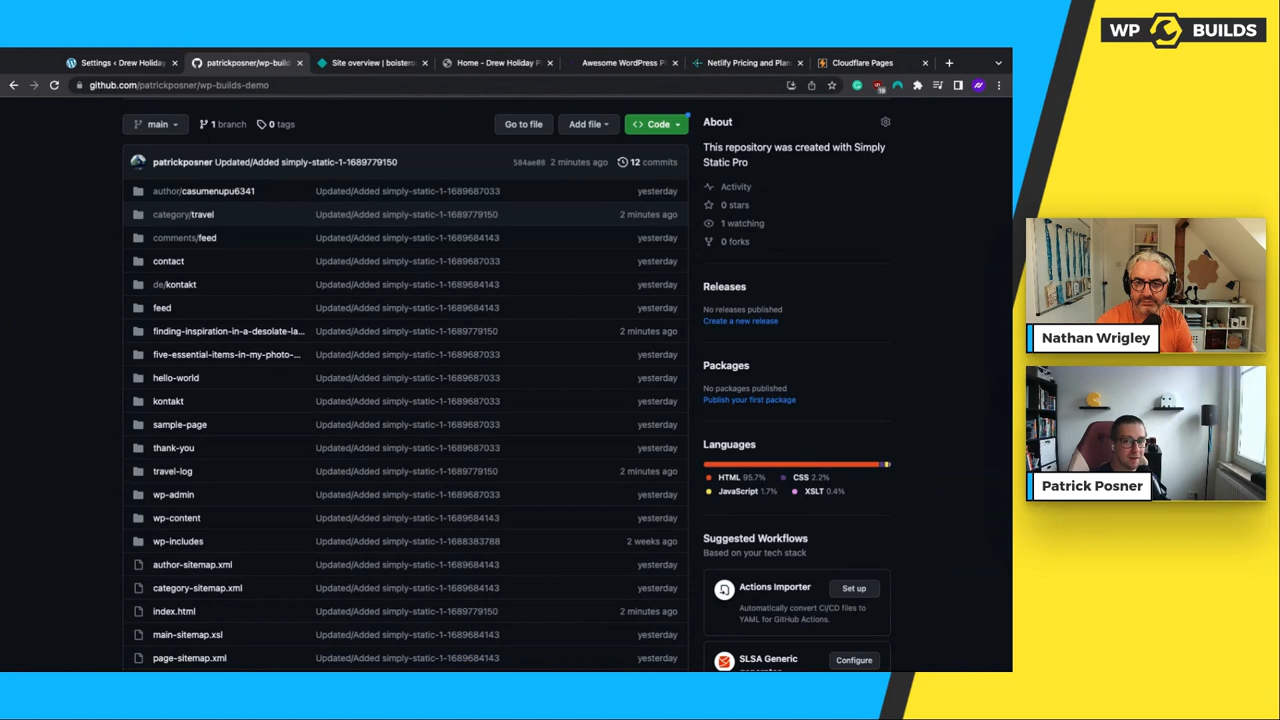 WP BUILDS
Settings ‹ Drew Holiday
patrickposner/wp-build
Site overview | boisteror
Home - Drew Holiday P
Awesome WordPress P
Netlify Pricing and Plan
Cloudflare Pages
github.com/patrickposner/wp-builds-demo
main
1 branch
0 tags
Go to file
Add file
Code
patrickposner Updated/Added simply-static-1-1689779150
584ae08 2 minutes ago
12 commits
author/casumenupu6341 Updated/Added simply-static-1-1689687033 yesterday
category/travel Updated/Added simply-static-1-1689779150 2 minutes ago
comments/feed Updated/Added simply-static-1-1689684143 yesterday
contact Updated/Added simply-static-1-1689687033 yesterday
de/kontakt Updated/Added simply-static-1-1689687033 yesterday
feed Updated/Added simply-static-1-1689687033 yesterday
finding-inspiration-in-a-desolate-la... Updated/Added simply-static-1-1689779150 2 minutes ago
five-essential-items-in-my-photo-... Updated/Added simply-static-1-1689687033 yesterday
hello-world Updated/Added simply-static-1-1689687033 yesterday
kontakt Updated/Added simply-static-1-1689687033 yesterday
sample-page Updated/Added simply-static-1-1689687033 yesterday
thank-you Updated/Added simply-static-1-1689687033 yesterday
travel-log Updated/Added simply-static-1-1689779150 2 minutes ago
wp-admin Updated/Added simply-static-1-1689684143 yesterday
wp-content Updated/Added simply-static-1-1689684143 yesterday
wp-includes Updated/Added simply-static-1-1688383788 2 weeks ago
author-sitemap.xml Updated/Added simply-static-1-1689684143 yesterday
category-sitemap.xml Updated/Added simply-static-1-1689684143 yesterday
index.html Updated/Added simply-static-1-1689779150 2 minutes ago
main-sitemap.xsl Updated/Added simply-static-1-1689684143 yesterday
page-sitemap.xml Updated/Added simply-static-1-1689684143 yesterday
About
This repository was created with Simply
Static Pro
Activity
0 stars
1 watching
0 forks
Releases
No releases published
Create a new release
Packages
No packages published
Publish your first package
Languages
HTML 95.7%
CSS 2.2%
JavaScript 1.7%
XSLT 0.4%
Suggested Workflows
Based on your tech stack
Actions Importer
Set up
Automatically convert CI/CD files to
YAML for GitHub Actions.
SLSA Generic
Configure
Nathan Wrigley
Patrick Posner